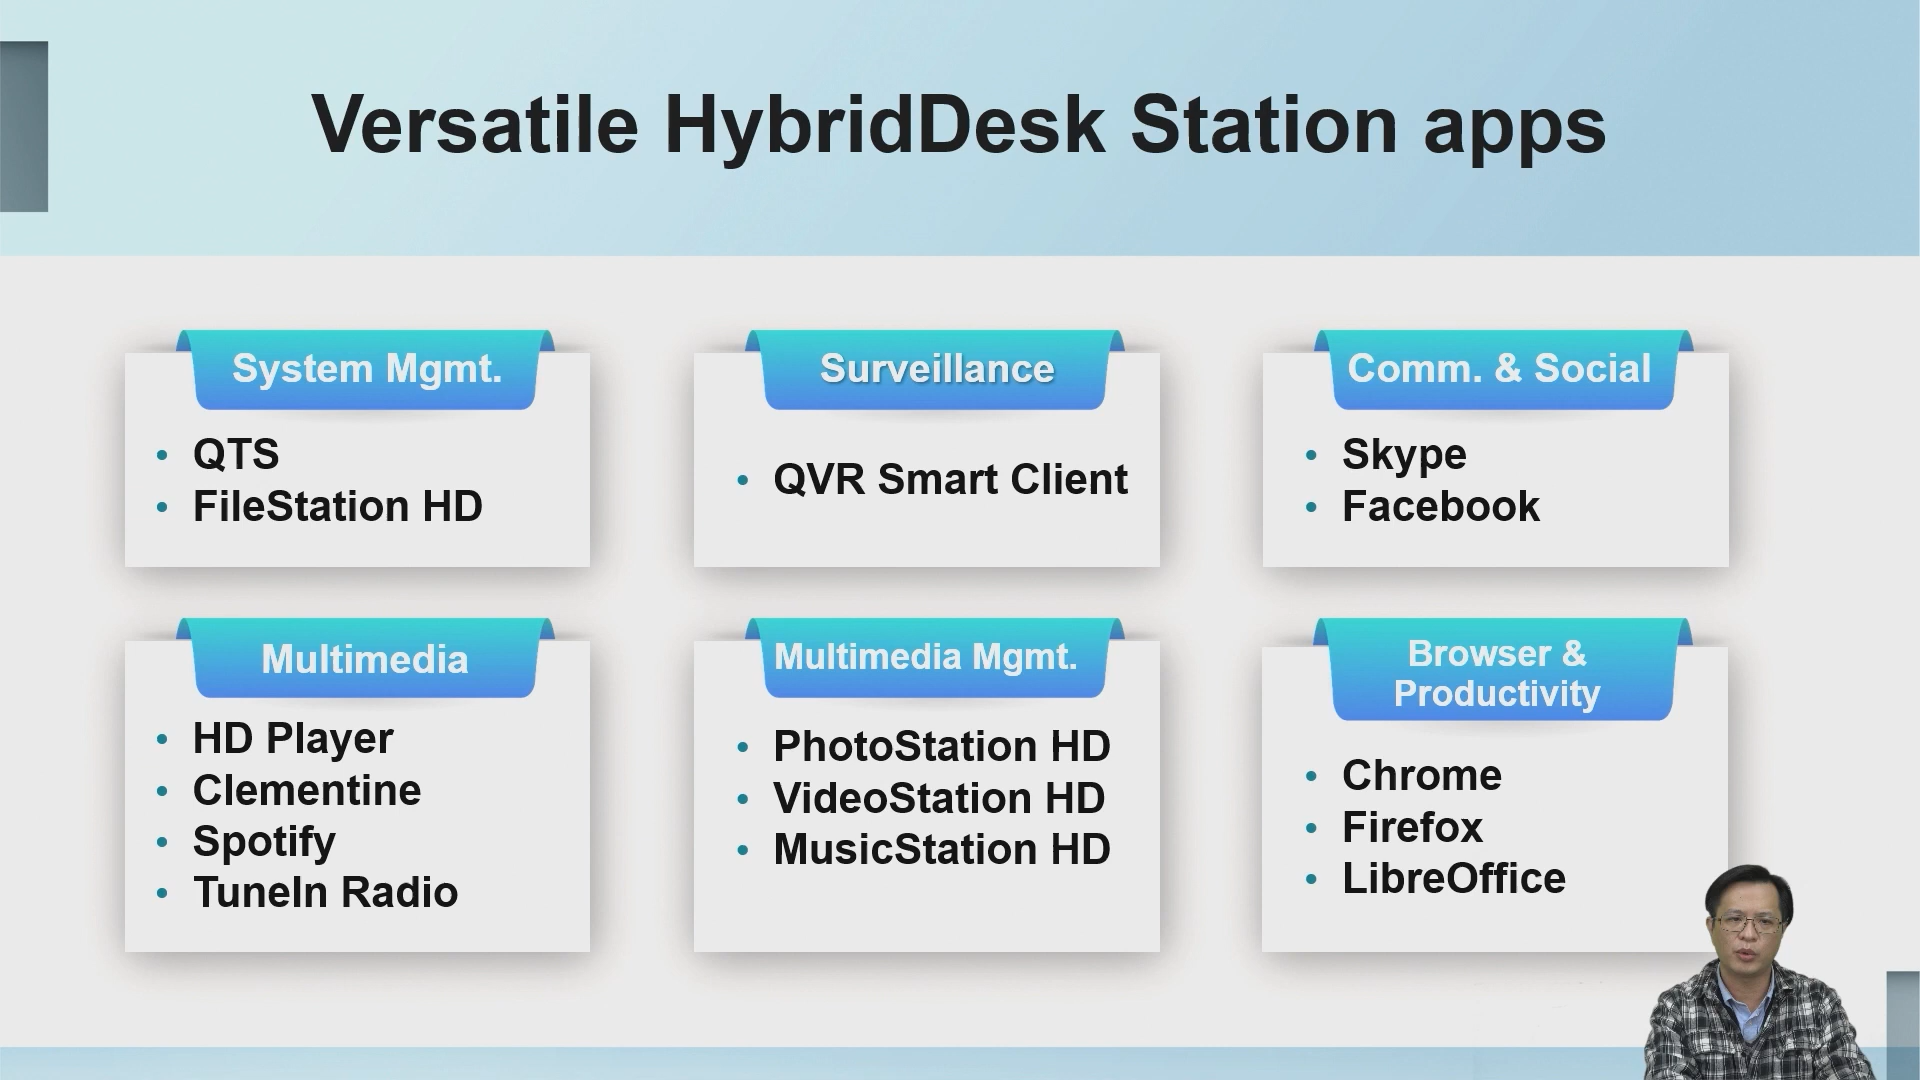 Versatile HybridDesk Station apps
System Mgmt.
• QTS
• FileStation HD
Surveillance
• QVR Smart Client
Comm. & Social
• Skype
• Facebook
Multimedia
• HD Player
• Clementine
• Spotify
• TuneIn Radio
Multimedia Mgmt.
• PhotoStation HD
• VideoStation HD
• MusicStation HD
Browser &
Productivity
• Chrome
• Firefox
• LibreOffice